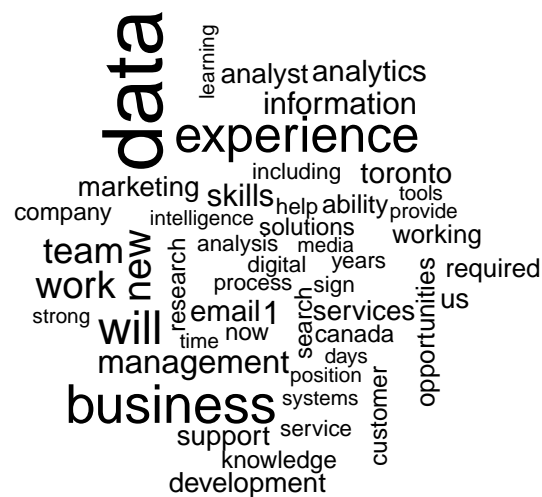 data
learning
analyst analytics
information
experience
including toronto
marketing skills help ability tools
company intelligence solutions provide
team new analysis media working
work research digital years required
process sign opportunities us
strong will email1 search services
time now canada
management days
position
business systems customer
support service
knowledge
development